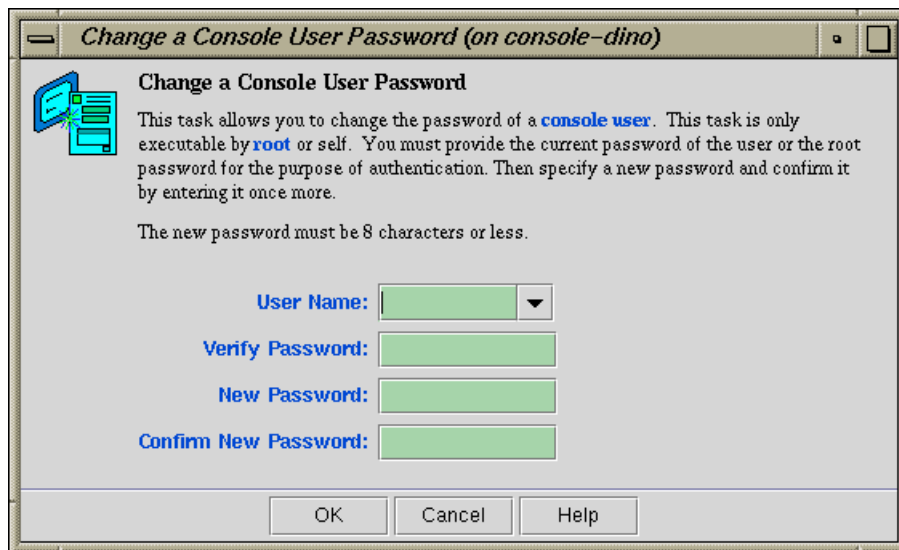 Change a Console User Password (on console-dino)
Change a Console User Password
This task allows you to change the password of a console user. This task is only
executable by root or self. You must provide the current password of the user or the root
password for the purpose of authentication. Then specify a new password and confirm it
by entering it once more.
The new password must be 8 characters or less.
User Name:
Verify Password:
New Password:
Confirm New Password:
OK Cancel Help